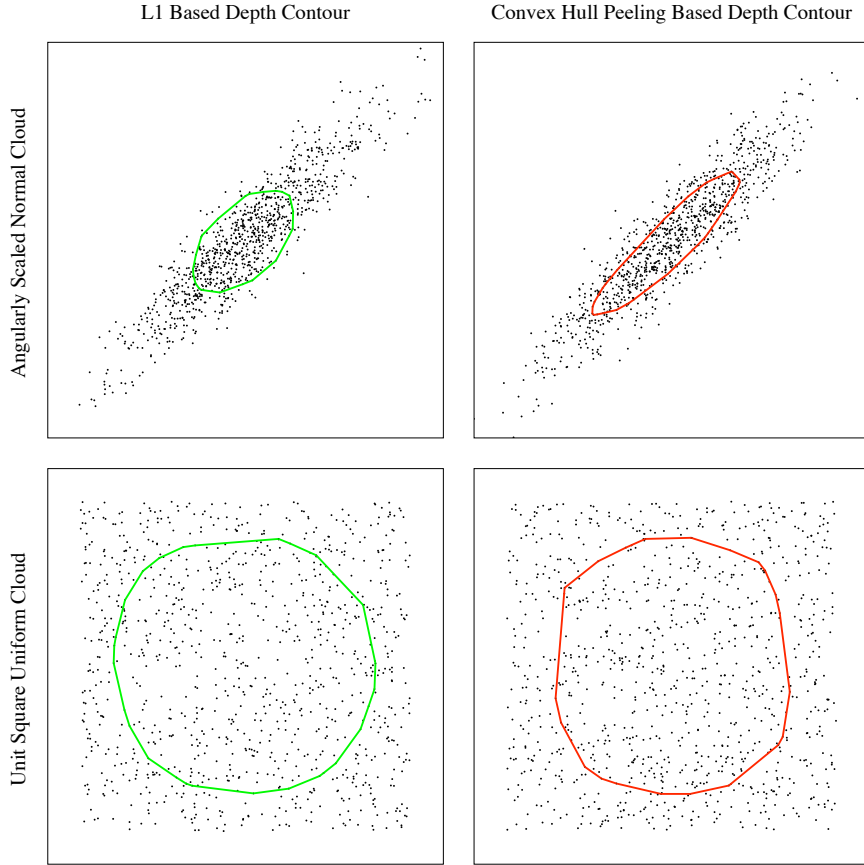 L1 Based Depth Contour
Convex Hull Peeling Based Depth Contour
Angularly Scaled Normal Cloud
Unit Square Uniform Cloud